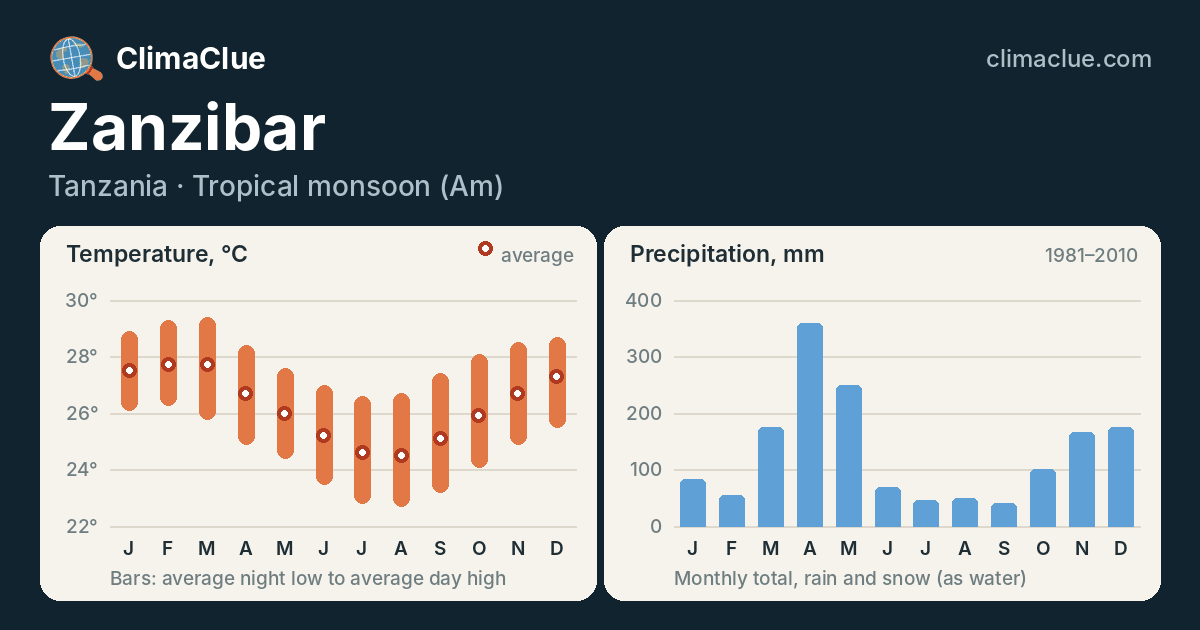 ClimaClue
climaclue.com
Zanzibar
Tanzania · Tropical monsoon (Am)
Temperature, °C
average
30°
28°
26°
24°
22°
J F M A M J J A S O N D
Bars: average night low to average day high
Precipitation, mm
1981–2010
400
300
200
100
0
J F M A M J J A S O N D
Monthly total, rain and snow (as water)